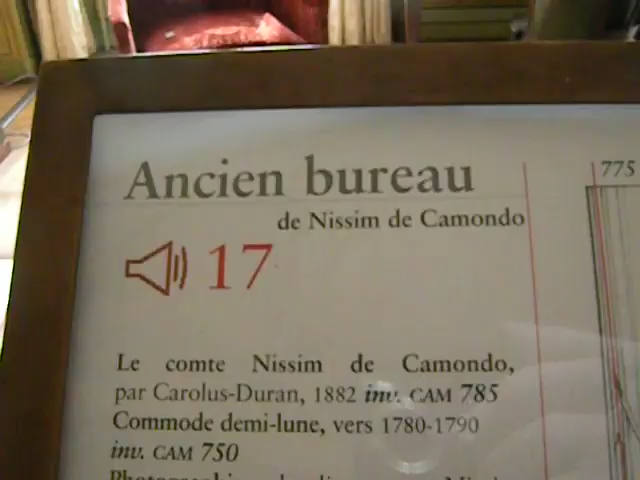 Ancien bureau
de Nissim de Camondo
17
775
Le comte Nissim de Camondo,
par Carolus-Duran, 1882 inv. CAM 785
Commode demi-lune, vers 1780-1790
inv. CAM 750